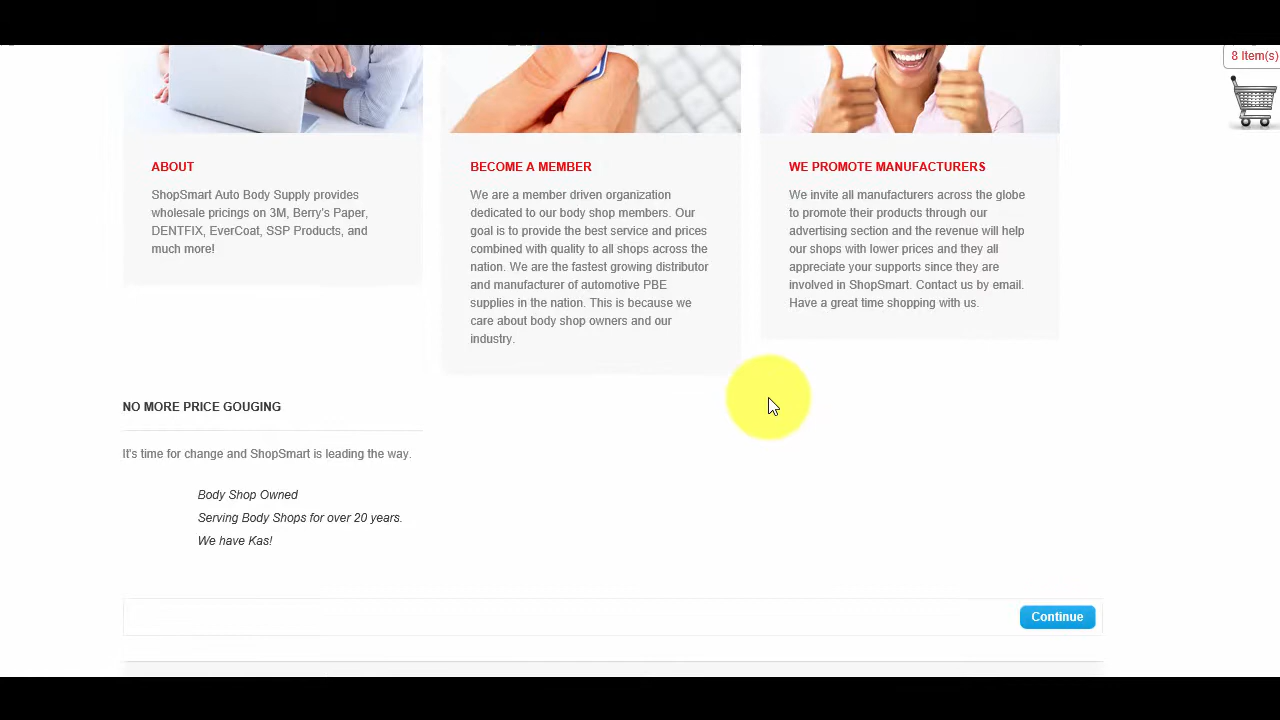 8 Item(s)
ABOUT
ShopSmart Auto Body Supply provides
wholesale pricings on 3M, Berry's Paper,
DENTFIX, EverCoat, SSP Products, and
much more!
BECOME A MEMBER
We are a member driven organization
dedicated to our body shop members. Our
goal is to provide the best service and prices
combined with quality to all shops across the
nation. We are the fastest growing distributor
and manufacturer of automotive PBE
supplies in the nation. This is because we
care about body shop owners and our
industry.
WE PROMOTE MANUFACTURERS
We invite all manufacturers across the globe
to promote their products through our
advertising section and the revenue will help
our shops with lower prices and they all
appreciate your supports since they are
involved in ShopSmart. Contact us by email.
Have a great time shopping with us.
NO MORE PRICE GOUGING
It's time for change and ShopSmart is leading the way.
Body Shop Owned
Serving Body Shops for over 20 years.
We have Kas!
Continue